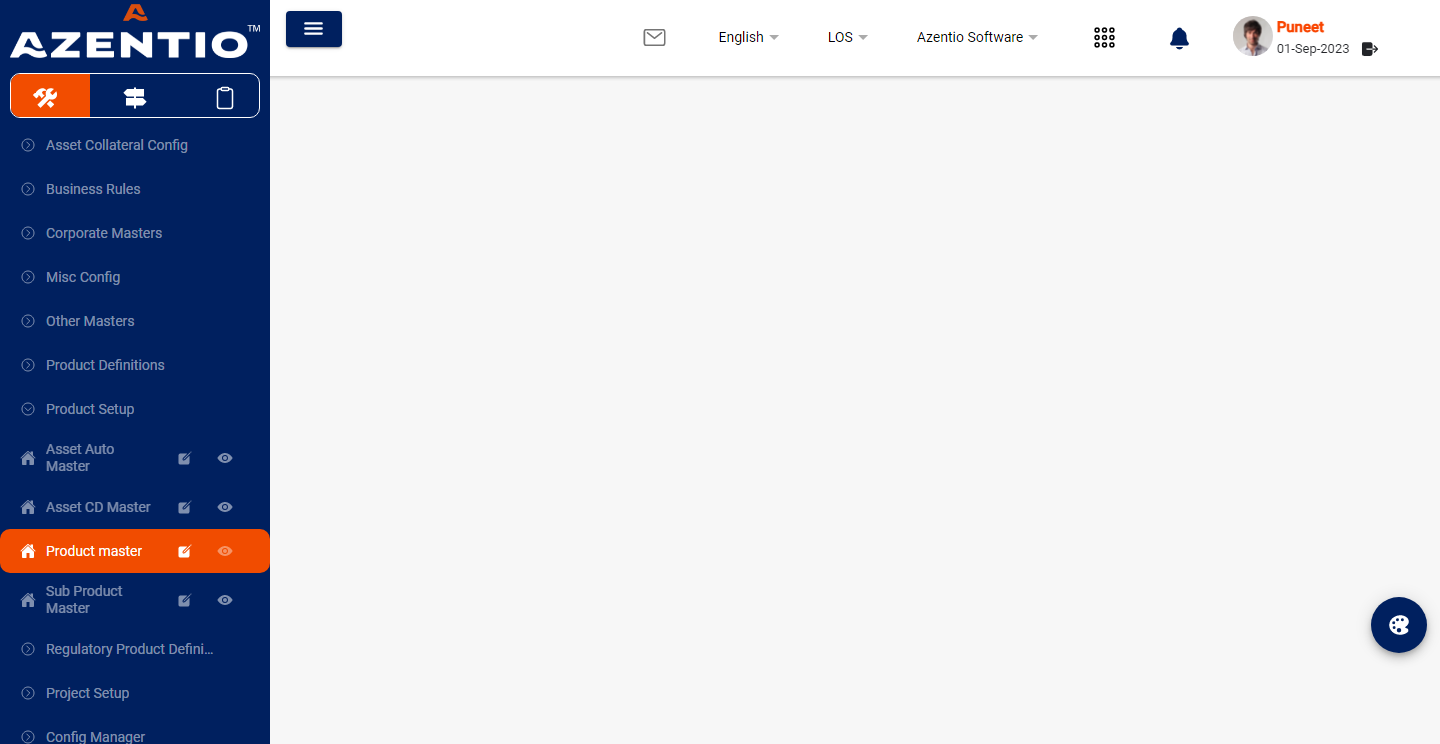 AZENTIO™
English
LOS
Azentio Software
Puneet
01-Sep-2023
Asset Collateral Config
Business Rules
Corporate Masters
Misc Config
Other Masters
Product Definitions
Product Setup
Asset Auto
Master
Asset CD Master
Product master
Sub Product
Master
Regulatory Product Defini...
Project Setup
Config Manager